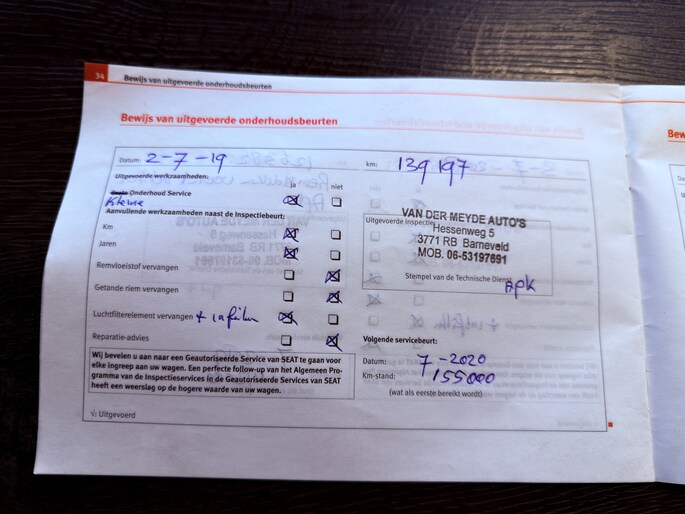 34 Bewijs van uitgevoerde onderhoudsbeurten
Bewijs van uitgevoerde onderhoudsbeurten
Datum: 2-7-19
km: 139 197
Uitgevoerde werkzaamheden:
ja niet
Onderhoud Service
Kleine
Aanvullende werkzaamheden naast de Inspectiebeurt:
Km
Jaren
Remvloeistof vervangen
Getande riem vervangen
Luchtfilterelement vervangen
Reparatie-advies
Wij bevelen u aan naar een Geautoriseerde Service van SEAT te gaan voor
elke ingreep aan uw wagen. Een perfecte follow-up van het Algemeen Pro-
gramma van de Inspectieservices in de Geautoriseerde Services van SEAT
heeft een weerslag op de hogere waarde van uw wagen.
√: Uitgevoerd
VAN DER MEYDE AUTO'S
Uitgevoerde inspectie
Hessenweg 5
3771 RB Barneveld
MOB. 06-53197691
Stempel van de Technische Dienst
Apk
Volgende servicebeurt:
Datum: 7-2020
Km-stand: 155000
(wat als eerste bereikt wordt)
Bew